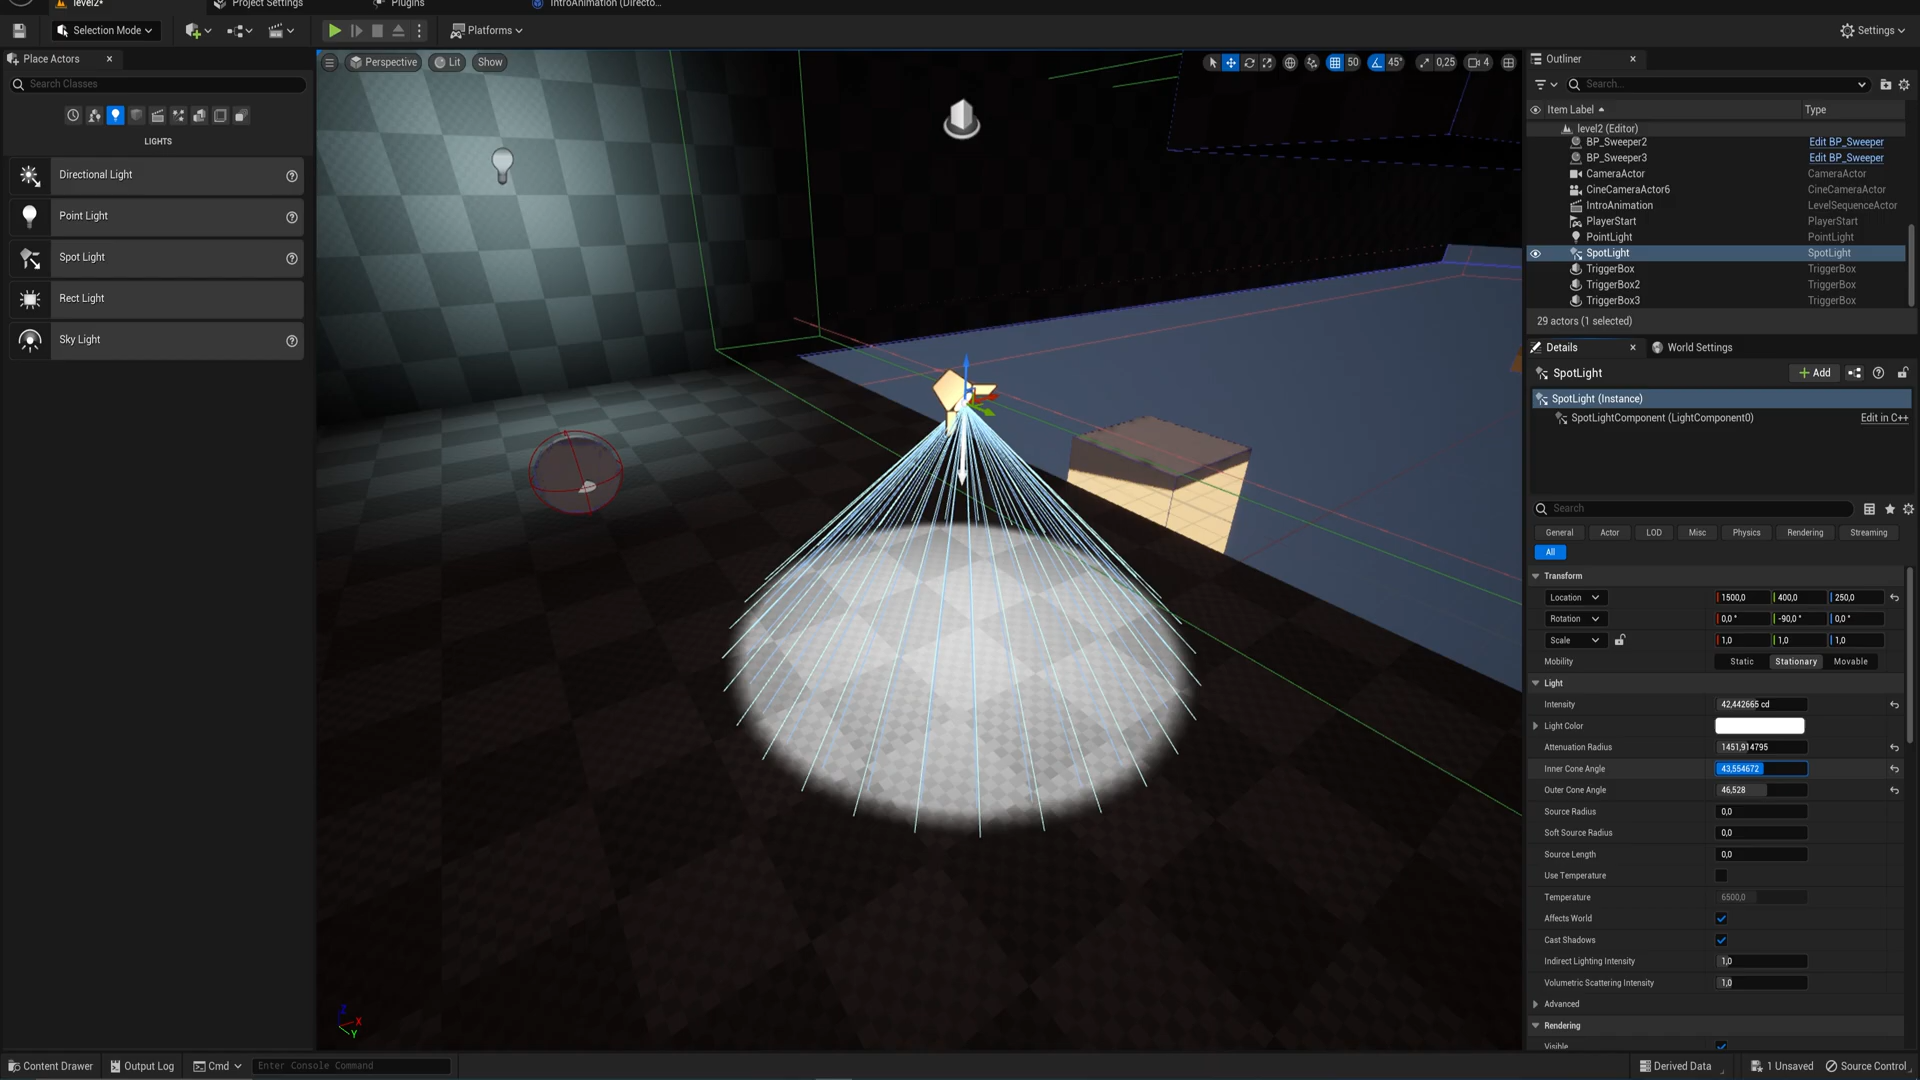 level2*
Project Settings
Plugins
IntroAnimation (Directo...
Selection Mode
Platforms
Settings
Place Actors
Search Classes
LIGHTS
Directional Light
Point Light
Spot Light
Rect Light
Sky Light
Perspective
Lit
Show
50
45°
0,25
4
Outliner
Search...
Item Label
Type
level2 (Editor)
BP_Sweeper2
Edit BP_Sweeper
BP_Sweeper3
Edit BP_Sweeper
CameraActor
CameraActor
CineCameraActor6
CineCameraActor
IntroAnimation
LevelSequenceActor
PlayerStart
PlayerStart
PointLight
PointLight
SpotLight
SpotLight
TriggerBox
TriggerBox
TriggerBox2
TriggerBox
TriggerBox3
TriggerBox
29 actors (1 selected)
Details
World Settings
SpotLight
+ Add
SpotLight (Instance)
SpotLightComponent (LightComponent0)
Edit in C++
Search
General
Actor
LOD
Misc
Physics
Rendering
Streaming
All
Transform
Location
1500,0
400,0
250,0
Rotation
0,0 °
-90,0 °
0,0 °
Scale
1,0
1,0
1,0
Mobility
Static
Stationary
Movable
Light
Intensity
42,442665 cd
Light Color
Attenuation Radius
1451,914795
Inner Cone Angle
43,554672
Outer Cone Angle
46,528
Source Radius
0,0
Soft Source Radius
0,0
Source Length
0,0
Use Temperature
Temperature
6500,0
Affects World
Cast Shadows
Indirect Lighting Intensity
1,0
Volumetric Scattering Intensity
1,0
Advanced
Rendering
Visible
Z
X
Y
Content Drawer
Output Log
Cmd
Enter Console Command
Derived Data
1 Unsaved
Source Control